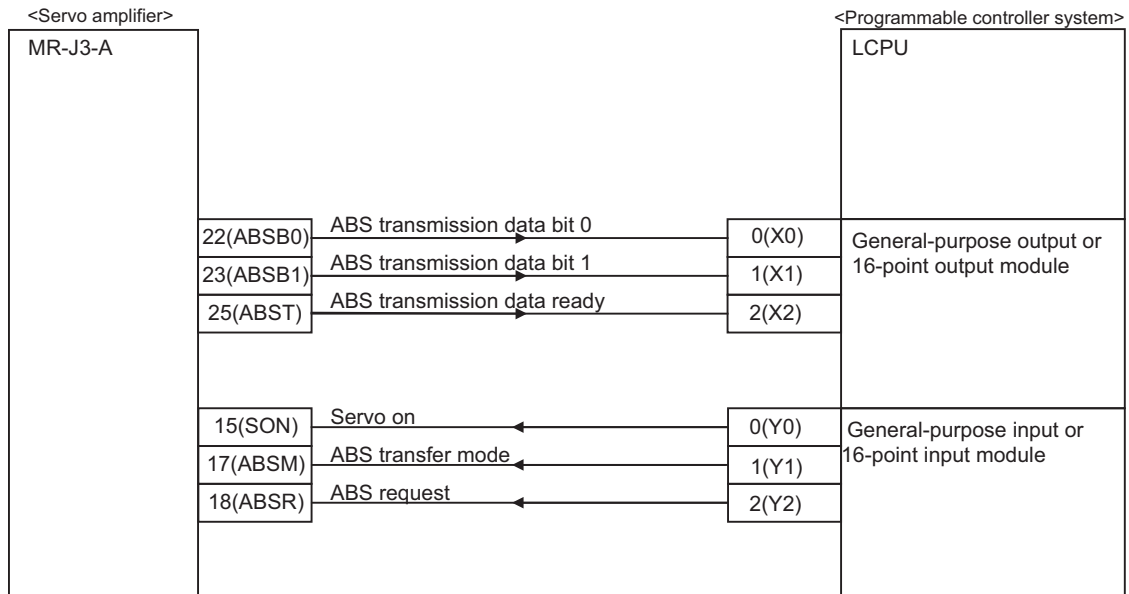 <Servo amplifier>
<Programmable controller system>
MR-J3-A
LCPU
22(ABSB0)
ABS transmission data bit 0
0(X0)
General-purpose output or
16-point output module
23(ABSB1)
ABS transmission data bit 1
1(X1)
25(ABST)
ABS transmission data ready
2(X2)
15(SON)
Servo on
0(Y0)
General-purpose input or
16-point input module
17(ABSM)
ABS transfer mode
1(Y1)
18(ABSR)
ABS request
2(Y2)